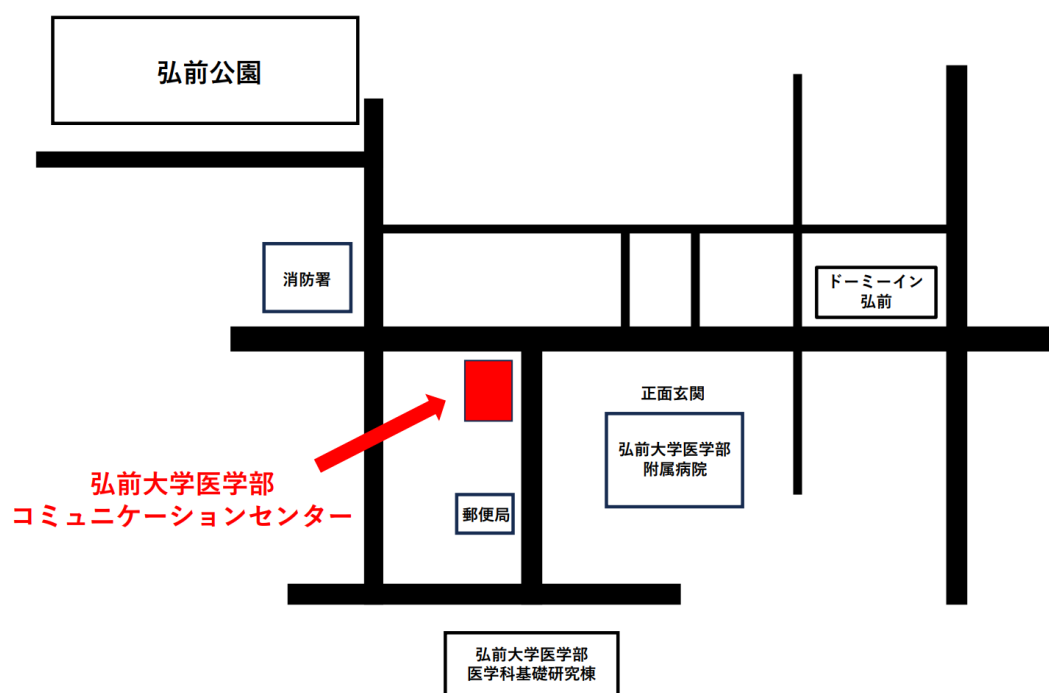 弘前公園
消防署
ドーミーイン
弘前
正面玄関
弘前大学医学部
附属病院
弘前大学医学部
コミュニケーションセンター
郵便局
弘前大学医学部
医学科基礎研究棟